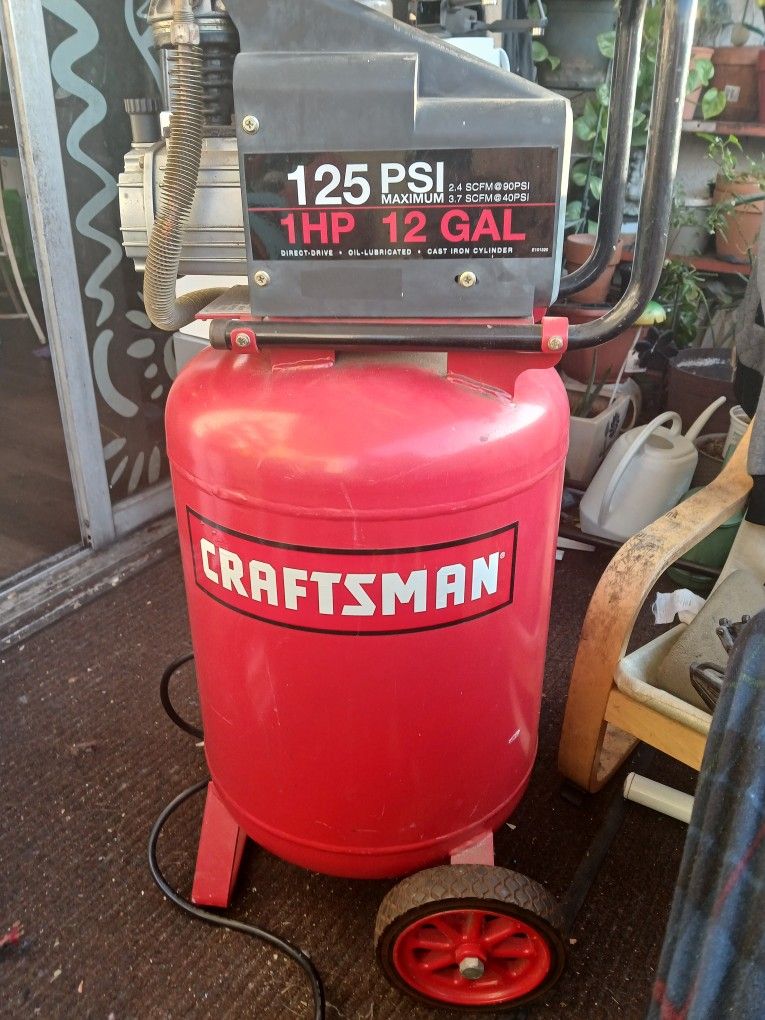 125 PSI MAXIMUM
2.4 SCFM@90PSI
3.7 SCFM@40PSI
1HP 12 GAL
DIRECT-DRIVE • OIL-LUBRICATED • CAST IRON CYLINDER
CRAFTSMAN®